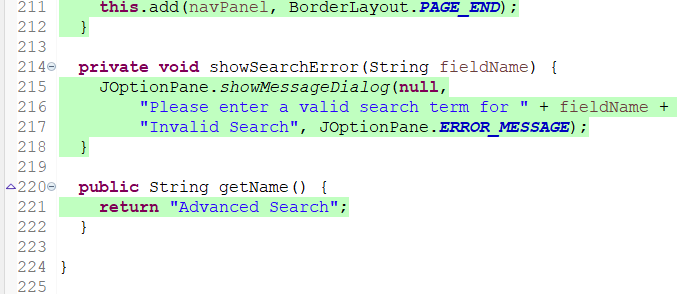 211 this.add(navPanel, BorderLayout.PAGE_END);
212 }
213
214 private void showSearchError(String fieldName) {
215 JOptionPane.showMessageDialog(null,
216 "Please enter a valid search term for " + fieldName +
217 "Invalid Search", JOptionPane.ERROR_MESSAGE);
218 }
219
220 public String getName() {
221 return "Advanced Search";
222 }
223
224 }
225